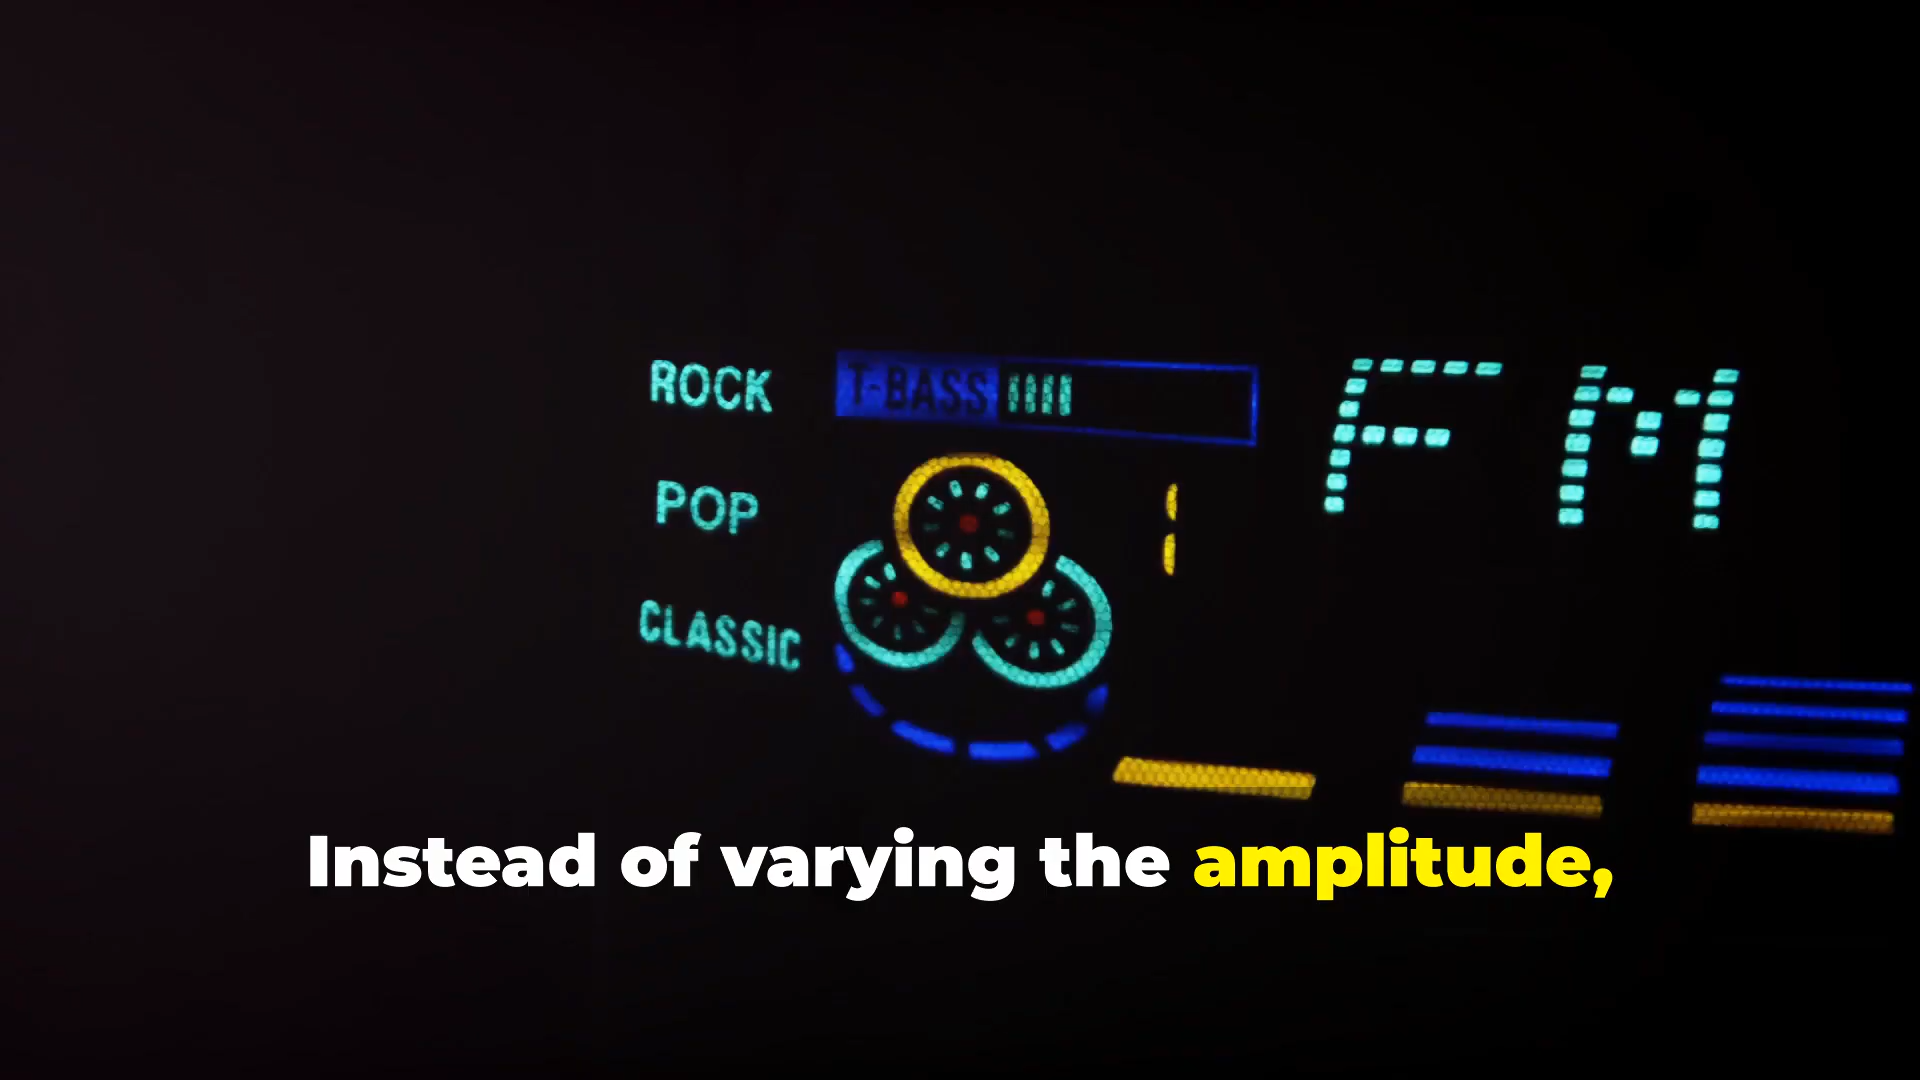 ROCK
T-BASS
FM
POP
CLASSIC
Instead of varying the amplitude,